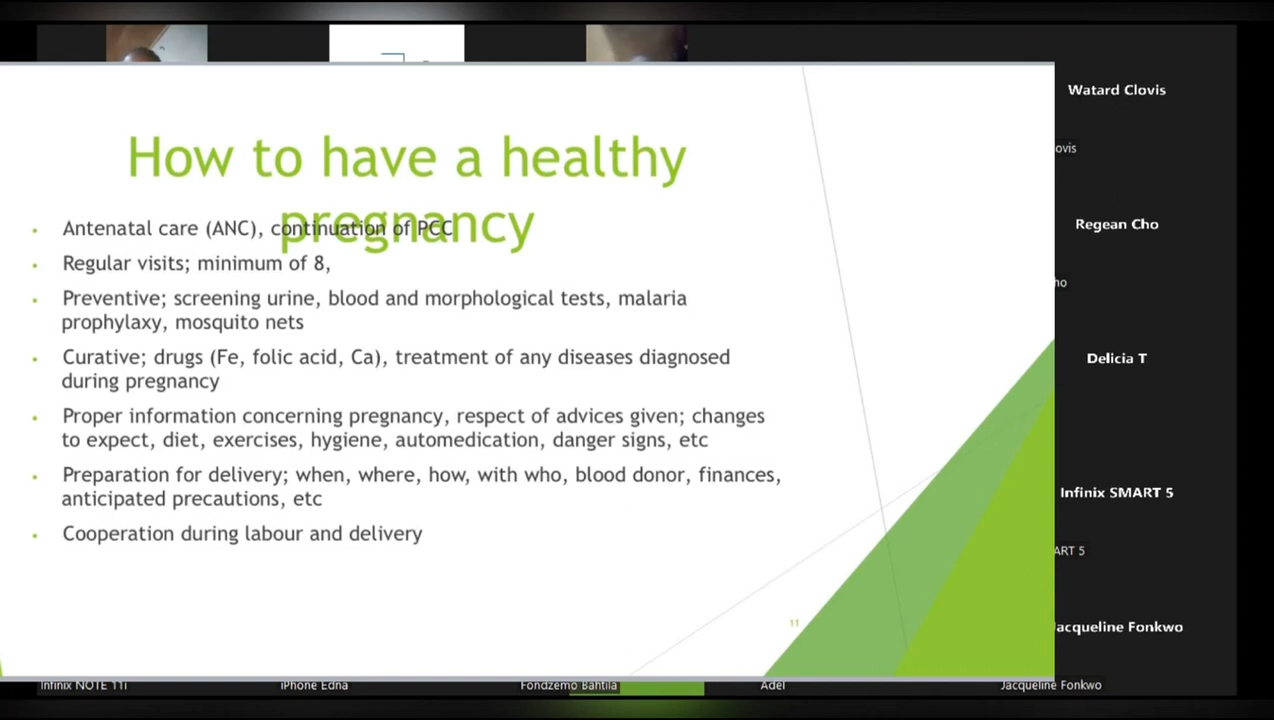 How to have a healthy
pregnancy
• Antenatal care (ANC), continuation of PCC
• Regular visits; minimum of 8,
• Preventive; screening urine, blood and morphological tests, malaria
prophylaxy, mosquito nets
• Curative; drugs (Fe, folic acid, Ca), treatment of any diseases diagnosed
during pregnancy
• Proper information concerning pregnancy, respect of advices given; changes
to expect, diet, exercises, hygiene, automedication, danger signs, etc
• Preparation for delivery; when, where, how, with who, blood donor, finances,
anticipated precautions, etc
• Cooperation during labour and delivery
"
Watard Clovis
ovis
Regean Cho
ho
Delicia T
Infinix SMART 5
ART 5
acqueline Fonkwo
Infinix NOTE 11i
iPhone Edna
Fondzemo Bahtila
Adel
Jacqueline Fonkwo